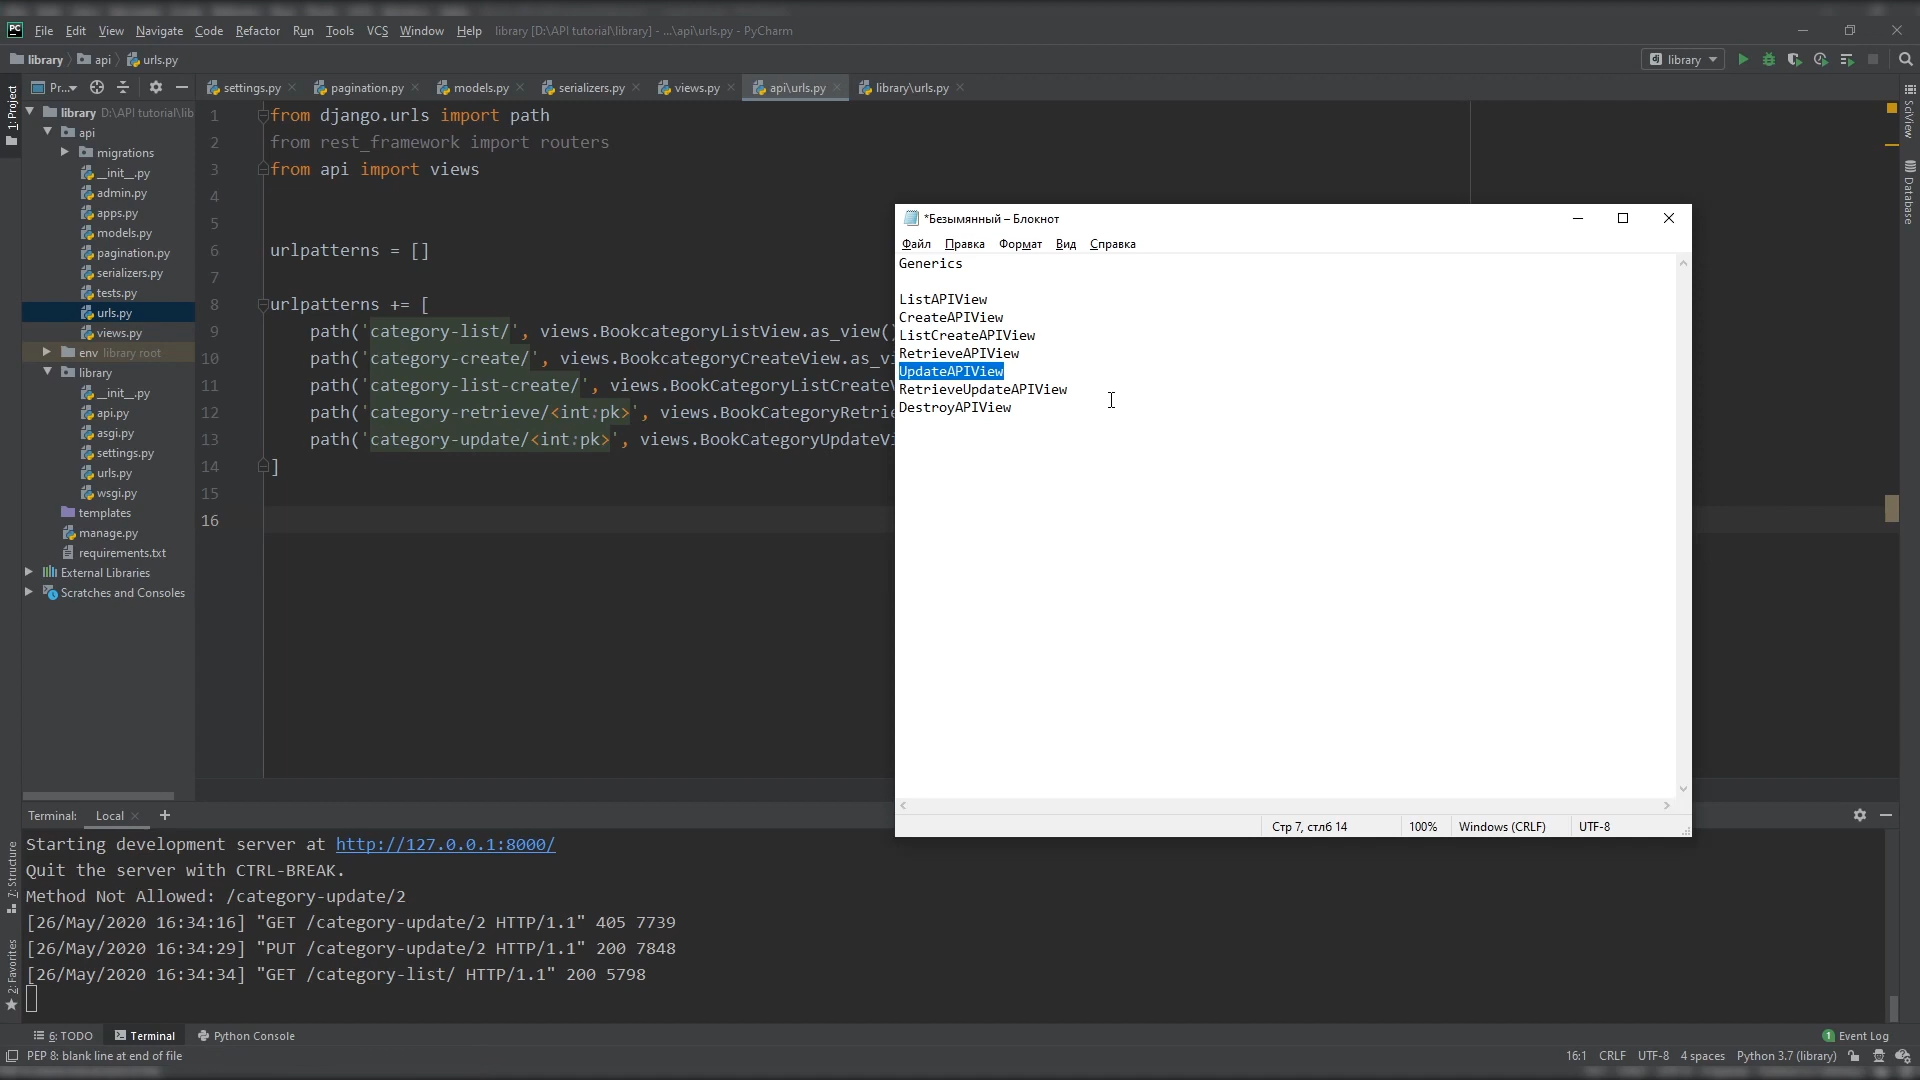 File Edit View Navigate Code Refactor Run Tools VCS Window Help library [D:\API tutorial\library] - ...\api\urls.py - PyCharm
library api urls.py
library
Pr...
settings.py pagination.py models.py serializers.py views.py api\urls.py library\urls.py
1: Project
SciView
Database
library D:\API tutorial\lib
api
migrations
__init__.py
admin.py
apps.py
models.py
pagination.py
serializers.py
tests.py
urls.py
views.py
env library root
library
__init__.py
api.py
asgi.py
settings.py
urls.py
wsgi.py
templates
manage.py
requirements.txt
External Libraries
Scratches and Consoles
1 from django.urls import path
2 from rest_framework import routers
3 from api import views
4
5
6 urlpatterns = []
7
8 urlpatterns += [
9 path('category-list/', views.BookcategoryListView.as_view()
10 path('category-create/', views.BookcategoryCreateView.as_vi
11 path('category-list-create/', views.BookCategoryListCreateV
12 path('category-retrieve/<int:pk>', views.BookCategoryRetrie
13 path('category-update/<int:pk>', views.BookCategoryUpdateVi
14 ]
15
16
*Безымянный – Блокнот
Файл Правка Формат Вид Справка
Generics
ListAPIView
CreateAPIView
ListCreateAPIView
RetrieveAPIView
UpdateAPIView
RetrieveUpdateAPIView
DestroyAPIView
Стр 7, стлб 14 100% Windows (CRLF) UTF-8
Terminal: Local +
Starting development server at http://127.0.0.1:8000/
Quit the server with CTRL-BREAK.
Method Not Allowed: /category-update/2
[26/May/2020 16:34:16] "GET /category-update/2 HTTP/1.1" 405 7739
[26/May/2020 16:34:29] "PUT /category-update/2 HTTP/1.1" 200 7848
[26/May/2020 16:34:34] "GET /category-list/ HTTP/1.1" 200 5798
7: Structure
2: Favorites
6: TODO Terminal Python Console 1 Event Log
PEP 8: blank line at end of file 16:1 CRLF UTF-8 4 spaces Python 3.7 (library)